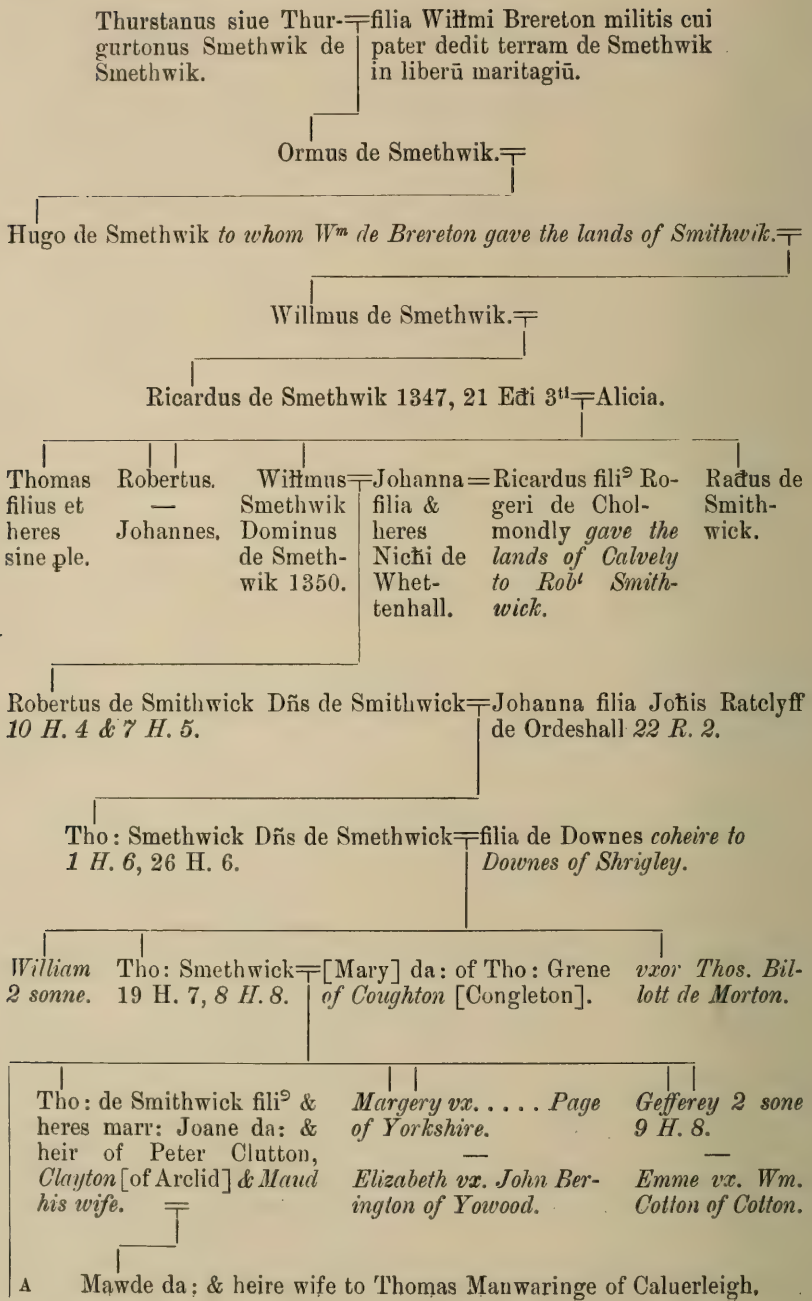 Thurstanus siue Thur-╤filia Wiłłmi Brereton militis cui
gurtonus Smethwik de pater dedit terram de Smethwik
Smethwik. in liberū maritagiū.
Ormus de Smethwik.╤
Hugo de Smethwik to whom Wᵐ de Brereton gave the lands of Smithwik.╤
Willmus de Smethwik.╤
Ricardus de Smethwik 1347, 21 Eđi 3ᵗⁱ╤Alicia.
Thomas filius et heres sine ꝑle.
Robertus.
—
Johannes.
Wiłłmus╤Johanna=Ricardus fili⁹ Ro-
Smethwik filia & geri de Chol-
Dominus heres mondly gave the
de Smeth- Nicħi de lands of Calvely
wik 1350. Whet- to Robᵗ Smith-
tenhall. wick.
Rađus de
Smith-
wick.
Robertus de Smithwick Dñs de Smithwick╤Johanna filia Joħis Ratclyff
10 H. 4 & 7 H. 5. de Ordeshall 22 R. 2.
Tho: Smethwick Dñs de Smethwick╤filia de Downes coheire to
1 H. 6, 26 H. 6. Downes of Shrigley.
William Tho: Smethwick╤[Mary] da: of Tho: Grene vxor Thos. Bil-
2 sonne. 19 H. 7, 8 H. 8. of Coughton [Congleton]. lott de Morton.
Tho: de Smithwick fili⁹ &
heres marr: Joane da: &
heir of Peter Clutton,
Clayton [of Arclid] & Maud
his wife. ╤
Margery vx. . . . . . Page
of Yorkshire.
—
Elizabeth vx. John Ber-
ington of Yowood.
Gefferey 2 sone
9 H. 8.
—
Emme vx. Wm.
Cotton of Cotton.
A Mawde da: & heire wife to Thomas Manwaringe of Caluerleigh.